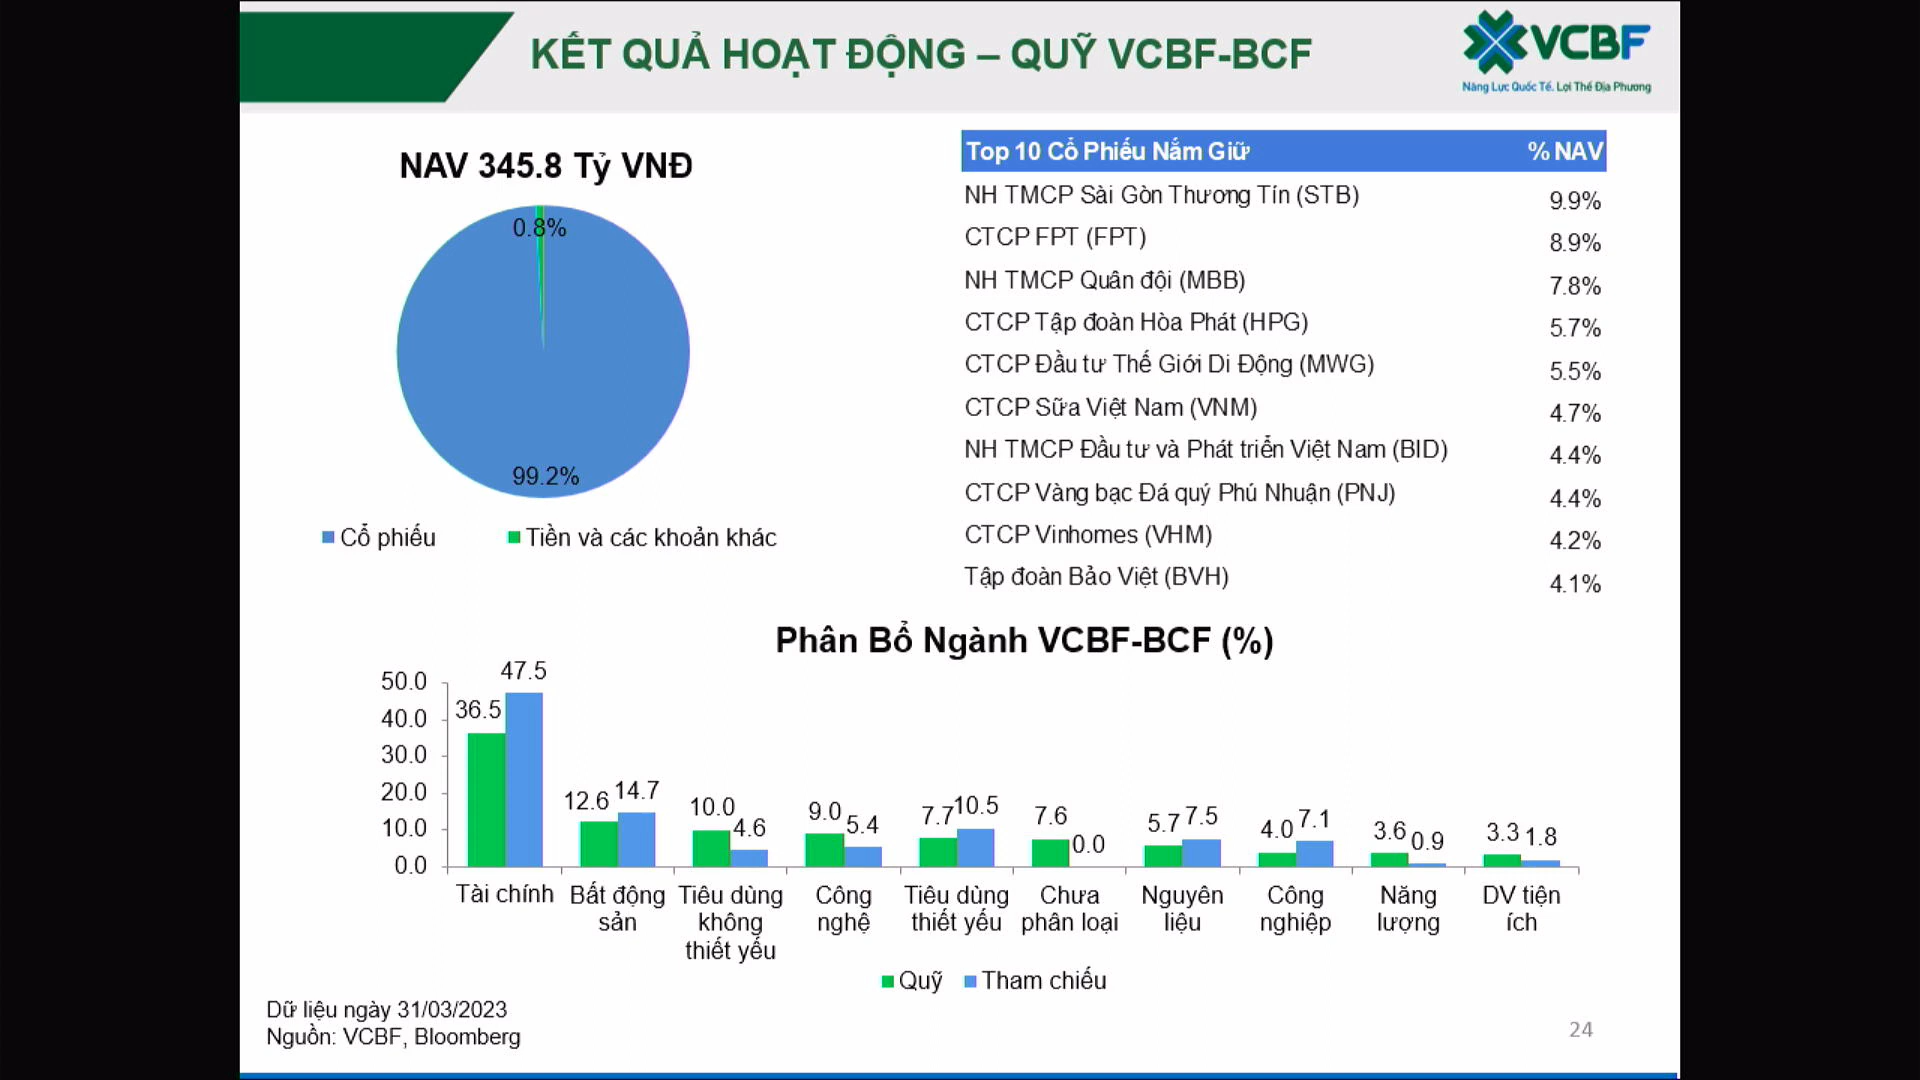 KẾT QUẢ HOẠT ĐỘNG – QUỸ VCBF-BCF
VCBF
Năng Lực Quốc Tế. Lợi Thế Địa Phương
NAV 345.8 Tỷ VNĐ
0.8%
99.2%
Cổ phiếu Tiền và các khoản khác
Top 10 Cổ Phiếu Nắm Giữ % NAV
NH TMCP Sài Gòn Thương Tín (STB) 9.9%
CTCP FPT (FPT) 8.9%
NH TMCP Quân đội (MBB) 7.8%
CTCP Tập đoàn Hòa Phát (HPG) 5.7%
CTCP Đầu tư Thế Giới Di Động (MWG) 5.5%
CTCP Sữa Việt Nam (VNM) 4.7%
NH TMCP Đầu tư và Phát triển Việt Nam (BID) 4.4%
CTCP Vàng bạc Đá quý Phú Nhuận (PNJ) 4.4%
CTCP Vinhomes (VHM) 4.2%
Tập đoàn Bảo Việt (BVH) 4.1%
Phân Bổ Ngành VCBF-BCF (%)
50.0
40.0
30.0
20.0
10.0
0.0
36.5 47.5
12.6 14.7
10.0 4.6
9.0 5.4
7.7 10.5
7.6 0.0
5.7 7.5
4.0 7.1
3.6 0.9
3.3 1.8
Tài chính
Bất động
sản
Tiêu dùng
không
thiết yếu
Công
nghệ
Tiêu dùng
thiết yếu
Chưa
phân loại
Nguyên
liệu
Công
nghiệp
Năng
lượng
DV tiện
ích
Quỹ Tham chiếu
Dữ liệu ngày 31/03/2023
Nguồn: VCBF, Bloomberg
24